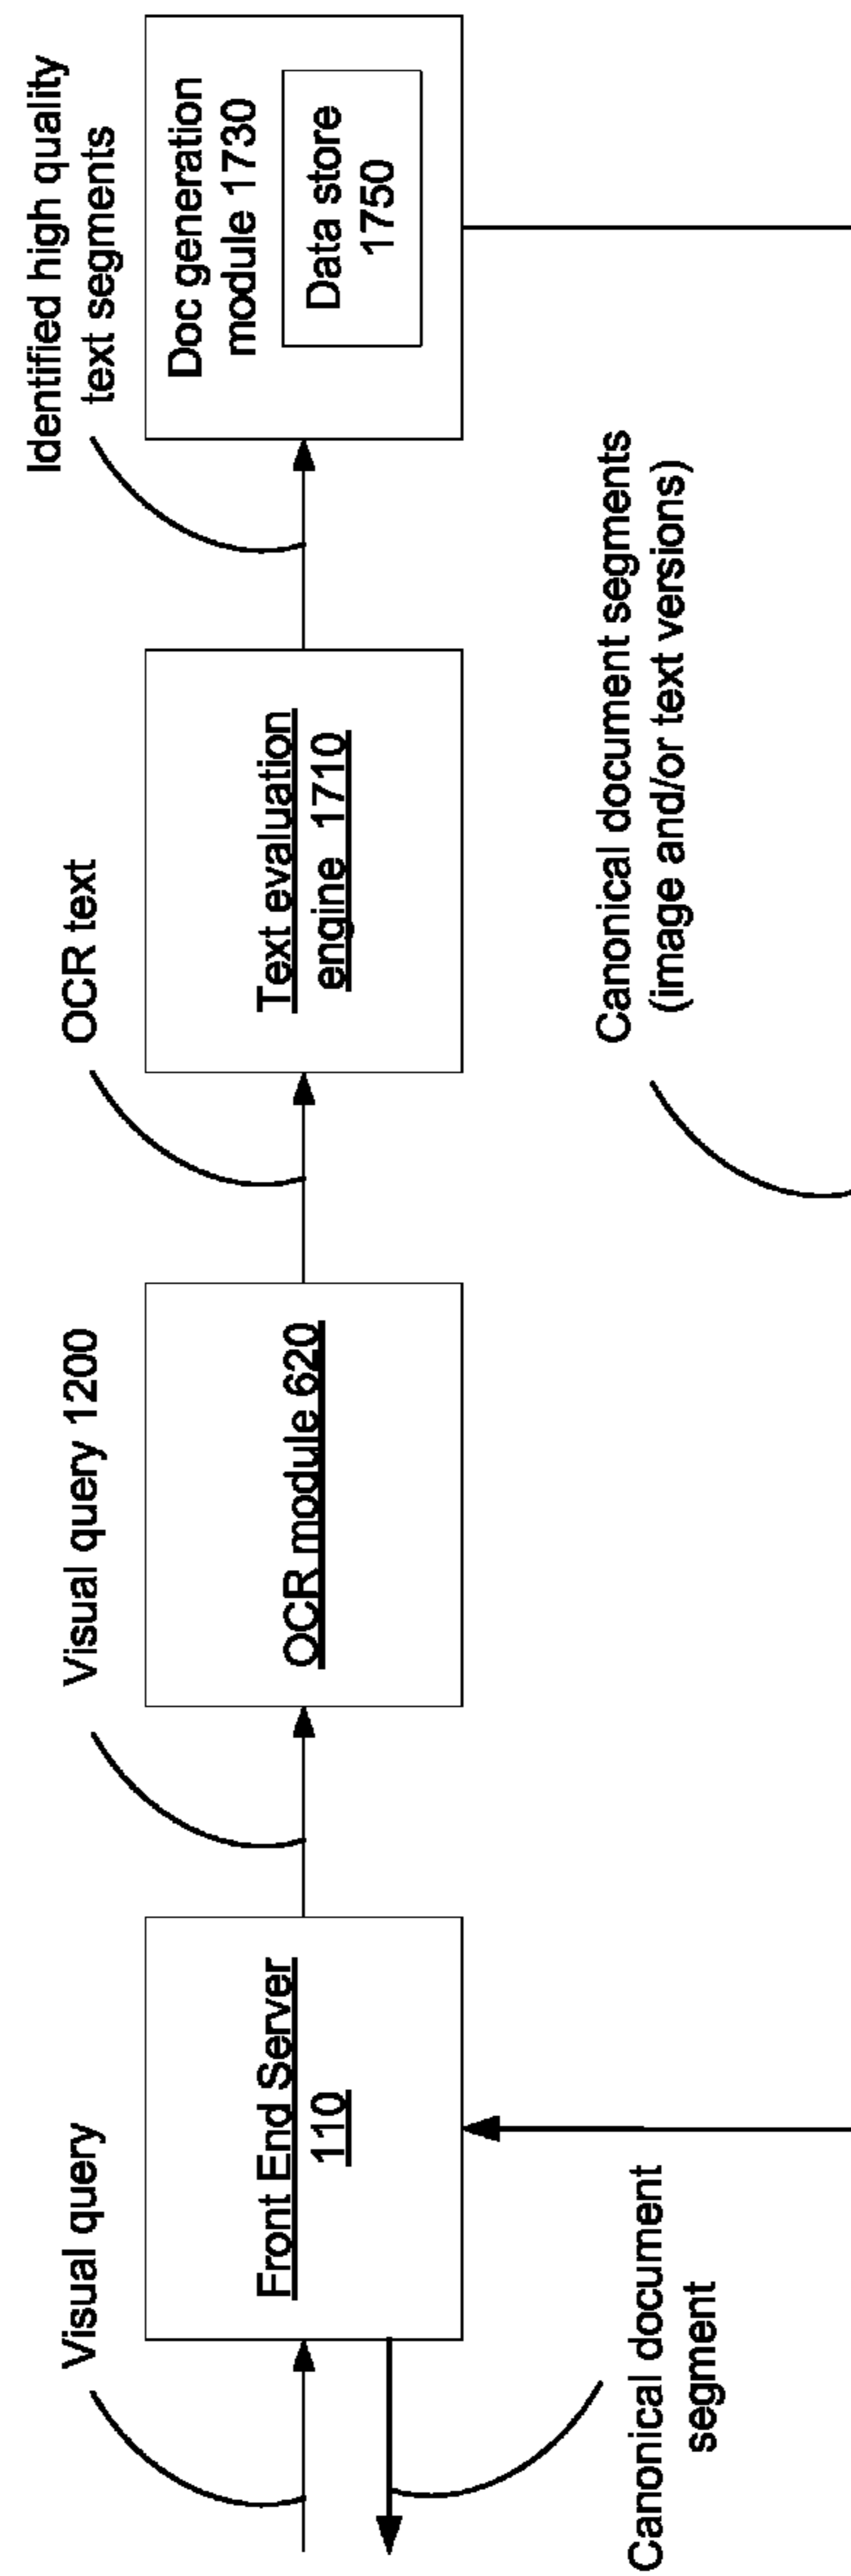 Visual query
Front End Server
110
Canonical document
segment
Visual query 1200
OCR module 620
OCR text
Text evaluation
engine 1710
Identified high quality
text segments
Doc generation
module 1730
Data store
1750
Canonical document segments
(image and/or text versions)